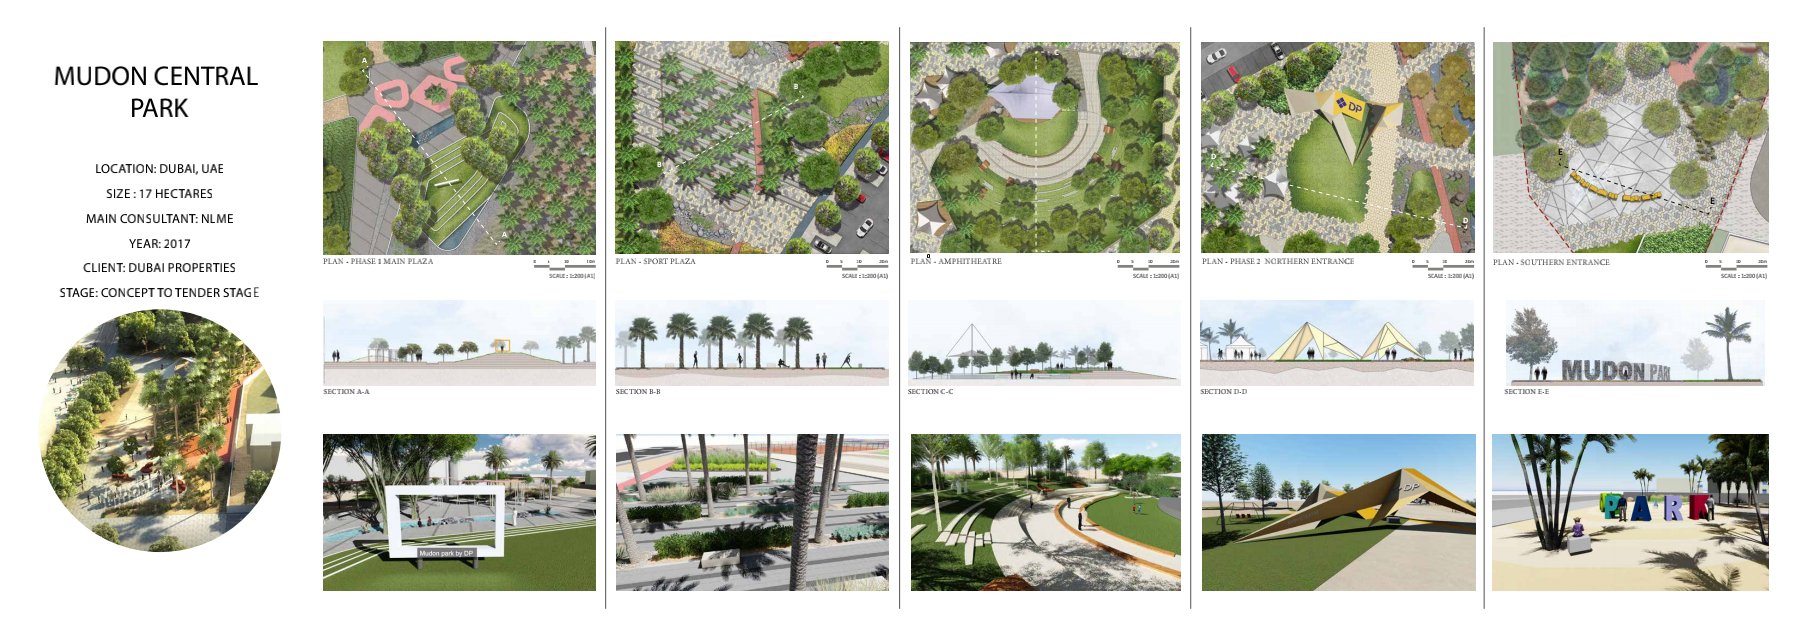 MUDON CENTRAL
PARK
LOCATION: DUBAI, UAE
SIZE : 17 HECTARES
MAIN CONSULTANT: NLME
YEAR: 2017
CLIENT: DUBAI PROPERTIES
STAGE: CONCEPT TO TENDER STAGE
A
A
PLAN - PHASE 1 MAIN PLAZA
SCALE : 1:200 (A1)
SECTION A-A
Mudon park by DP
B
B
PLAN - SPORT PLAZA
SCALE : 1:200 (A1)
SECTION B-B
C
PLAN - AMPHITHEATRE
SCALE : 1:200 (A1)
SECTION C-C
DP
D
D
PLAN - PHASE 2 NORTHERN ENTRANCE
SCALE : 1:200 (A1)
SECTION D-D
DP
E
E
PLAN - SOUTHERN ENTRANCE
SCALE : 1:200 (A1)
MUDON PARK
SECTION E-E
PARK